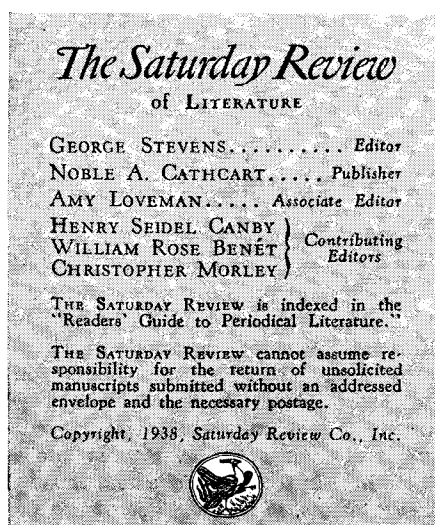 The Saturday Review
of LITERATURE
GEORGE STEVENS.......... Editor
NOBLE A. CATHCART..... Publisher
AMY LOVEMAN..... Associate Editor
HENRY SEIDEL CANBY
WILLIAM ROSE BENÉT } Contributing Editors
CHRISTOPHER MORLEY
THE SATURDAY REVIEW is indexed in the
"Readers' Guide to Periodical Literature."
THE SATURDAY REVIEW cannot assume re-
sponsibility for the return of unsolicited
manuscripts submitted without an addressed
envelope and the necessary postage.
Copyright, 1938, Saturday Review Co., Inc.